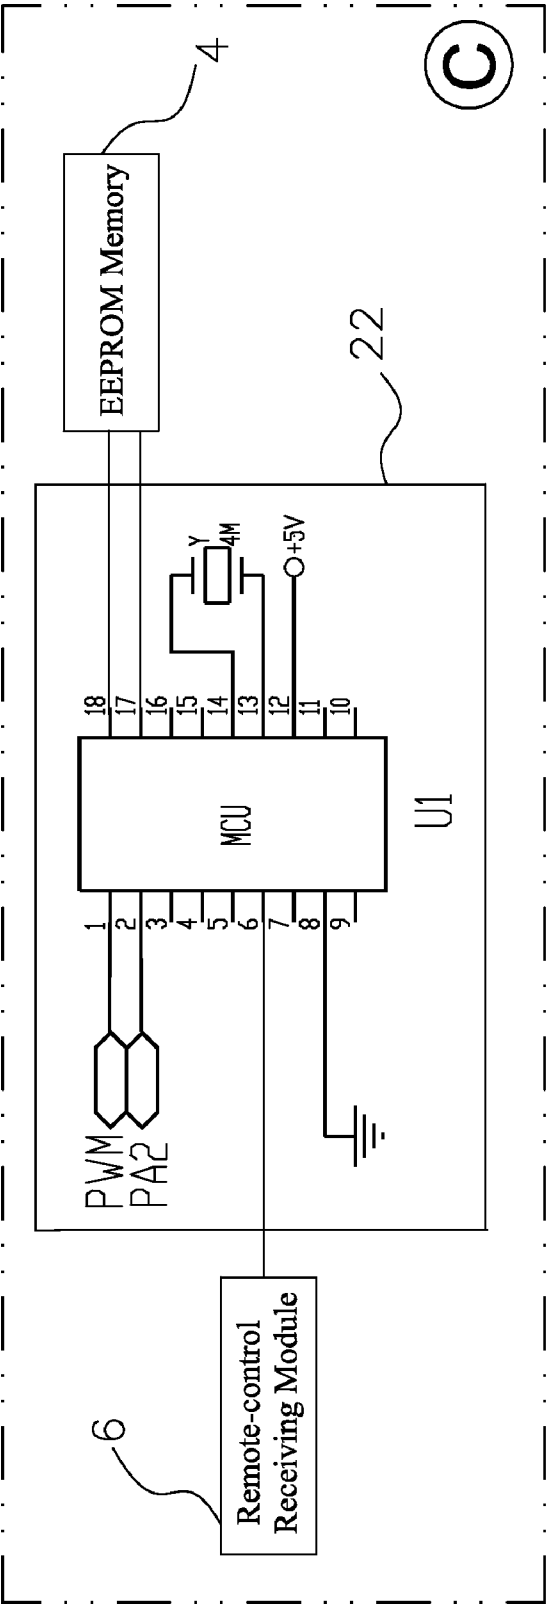 C
4
EEPROM Memory
22
Y
4M
+5V
18
17
16
15
14
13
12
11
10
MCU
U1
1
2
3
4
5
6
7
8
9
PWM
PA2
6
Remote-control
Receiving Module